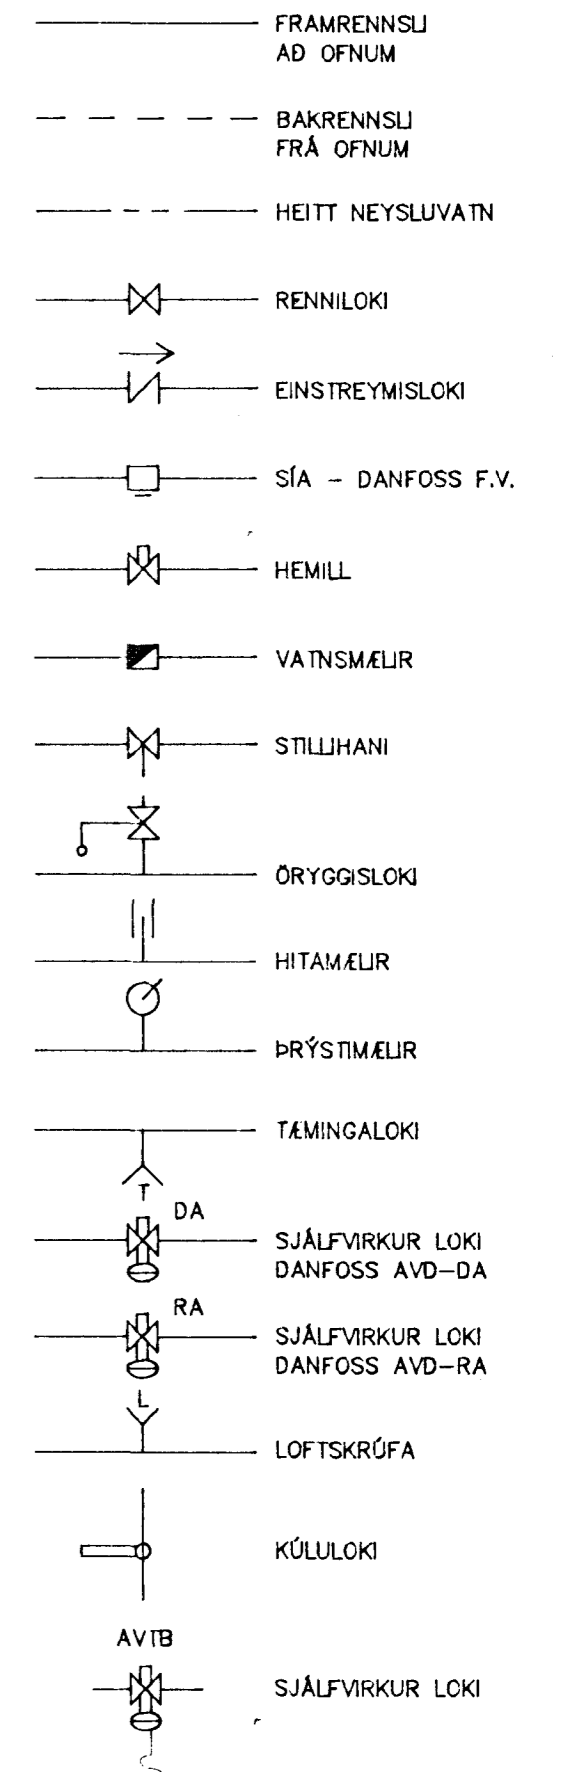 FRAMRENNSLI
AÐ OFNUM
BAKRENNSLI
FRÁ OFNUM
HEITT NEYSLUVATN
RENNILOKI
EINSTREYMISLOKI
SÍA - DANFOSS F.V.
HEMILL
VATNSMÆLIR
STILLIHANI
ÖRYGGISLOKI
HITAMÆLIR
ÞRÝSTIMÆLIR
TÆMINGALOKI
T
DA
SJÁLFVIRKUR LOKI
DANFOSS AVD-DA
RA
SJÁLFVIRKUR LOKI
DANFOSS AVD-RA
L
LOFTSKRÚFA
KÚLULOKI
AVTB
SJÁLFVIRKUR LOKI